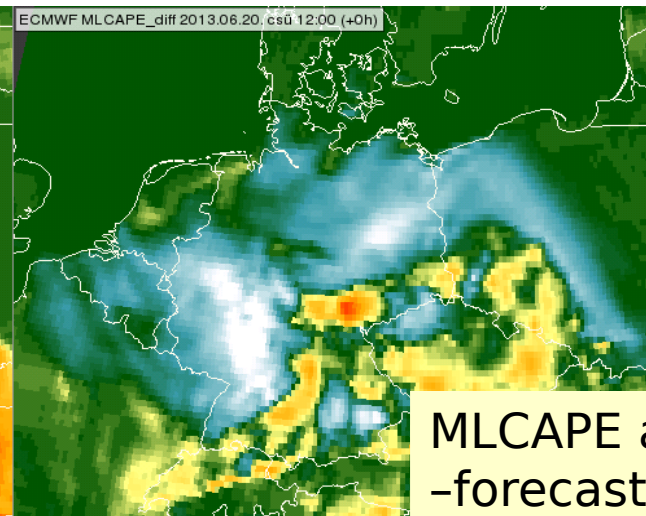 ECMWF MLCAPE_diff 2013.06.20. csü 12:00 (+0h)
MLCAPE a
–forecast